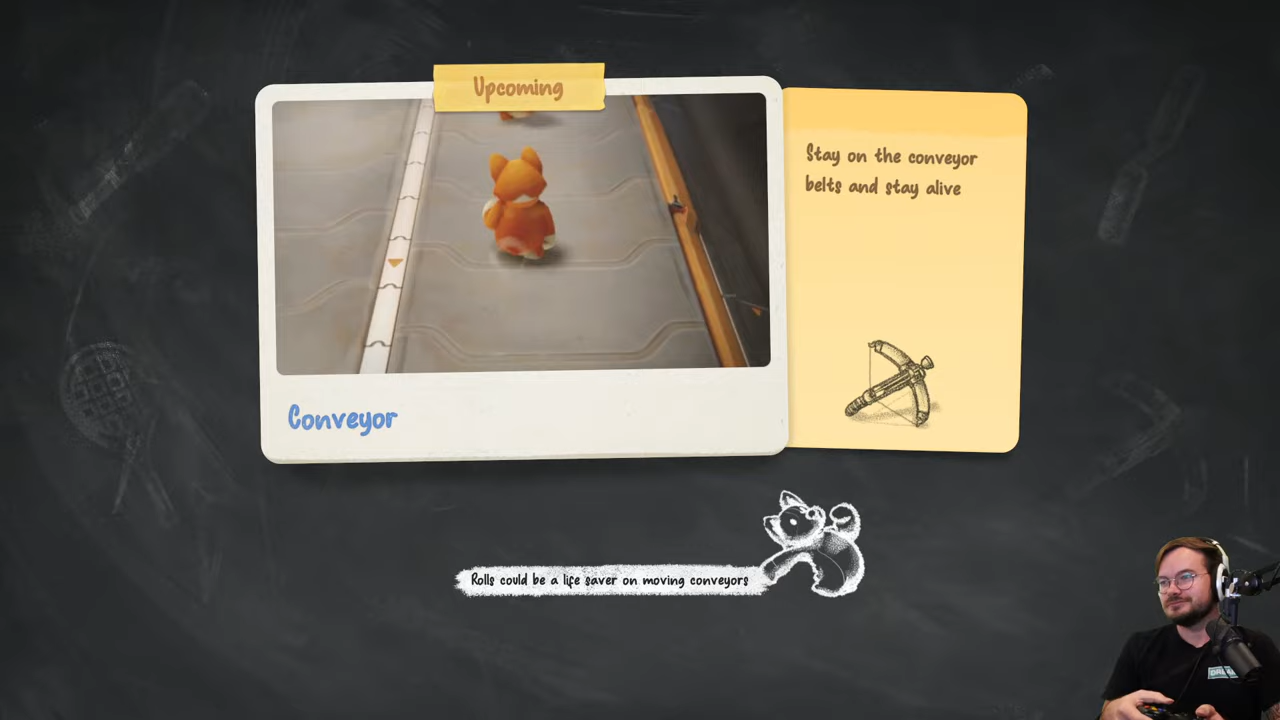 Upcoming
Stay on the conveyor
belts and stay alive
Conveyor
Rolls could be a life saver on moving conveyors